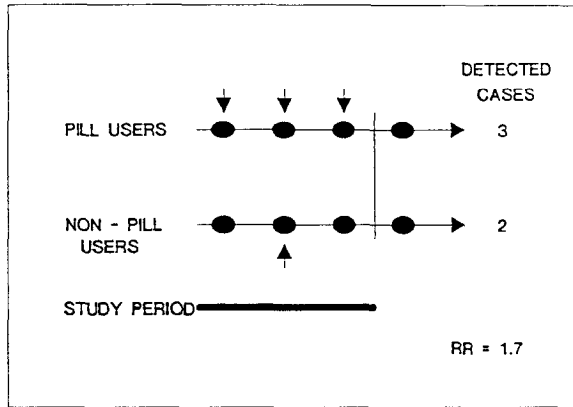 DETECTED
CASES
PILL USERS
3
NON - PILL
USERS
2
STUDY PERIOD
RR = 1.7